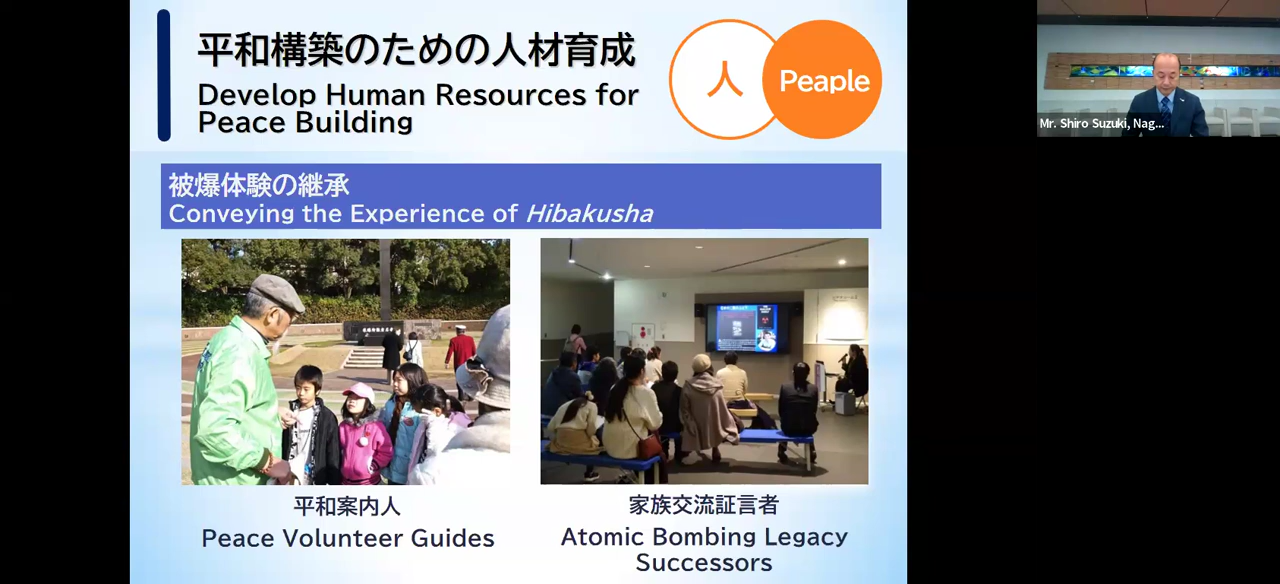 平和構築のための人材育成
Develop Human Resources for
Peace Building
人
Peaple
被爆体験の継承
Conveying the Experience of Hibakusha
平和案内人
Peace Volunteer Guides
家族交流証言者
Atomic Bombing Legacy
Successors
Mr. Shiro Suzuki, Nag...